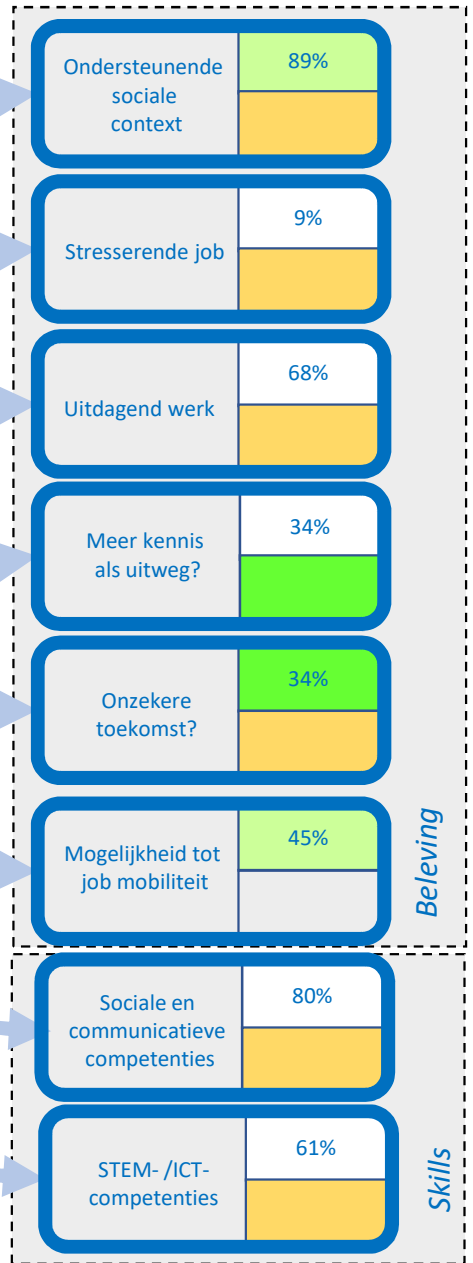 Ondersteunende
sociale
context
89%
Stresserende job
9%
Uitdagend werk
68%
Meer kennis
als uitweg?
34%
Onzekere
toekomst?
34%
Mogelijkheid tot
job mobiliteit
45%
Beleving
Sociale en
communicatieve
competenties
80%
STEM- /ICT-
competenties
61%
Skills